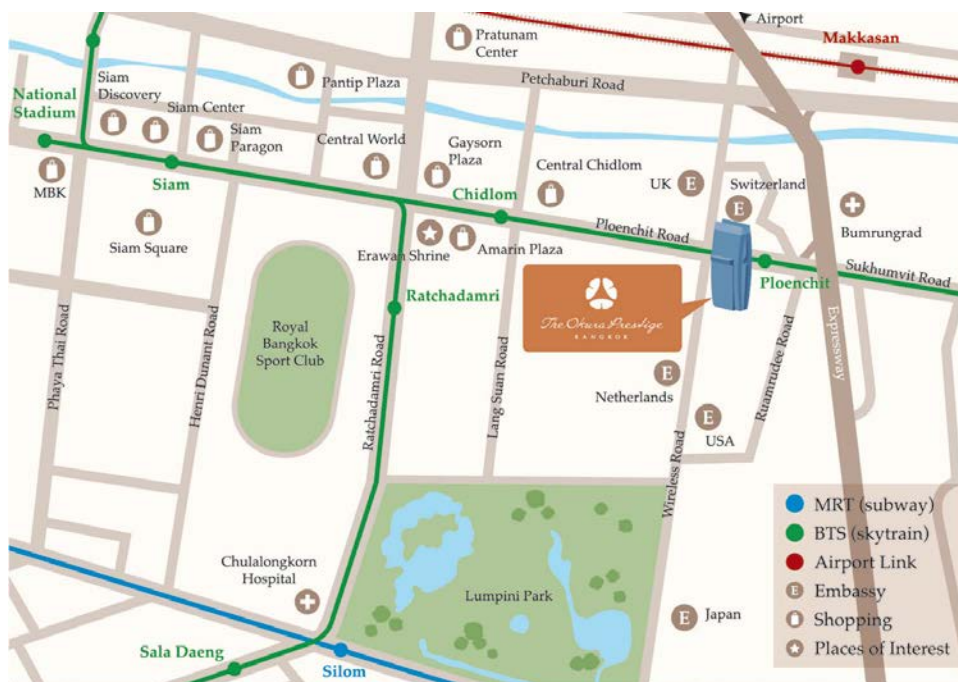 Airport
Pratunam
Center
Makkasan
Siam
Discovery
Pantip Plaza
Petchaburi Road
National
Stadium
Siam Center
Siam
Paragon
Central World
Gaysorn
Plaza
Central Chidlom
UK
E
Switzerland
E
MBK
Siam
Chidlom
Bumrungrad
Siam Square
Erawan Shrine
Amarin Plaza
Ploenchit Road
Ploenchit
Sukhumvit Road
Ratchadamri
The Okura Prestige
BANGKOK
Royal
Bangkok
Sport Club
Phaya Thai Road
Henri Dunant Road
Ratchadamri Road
Lang Suan Road
Netherlands
E
Wireless Road
Ruamrudee Road
Expressway
E
USA
Chulalongkorn
Hospital
Lumpini Park
E
Japan
Sala Daeng
Silom
MRT (subway)
BTS (skytrain)
Airport Link
E Embassy
Shopping
Places of Interest